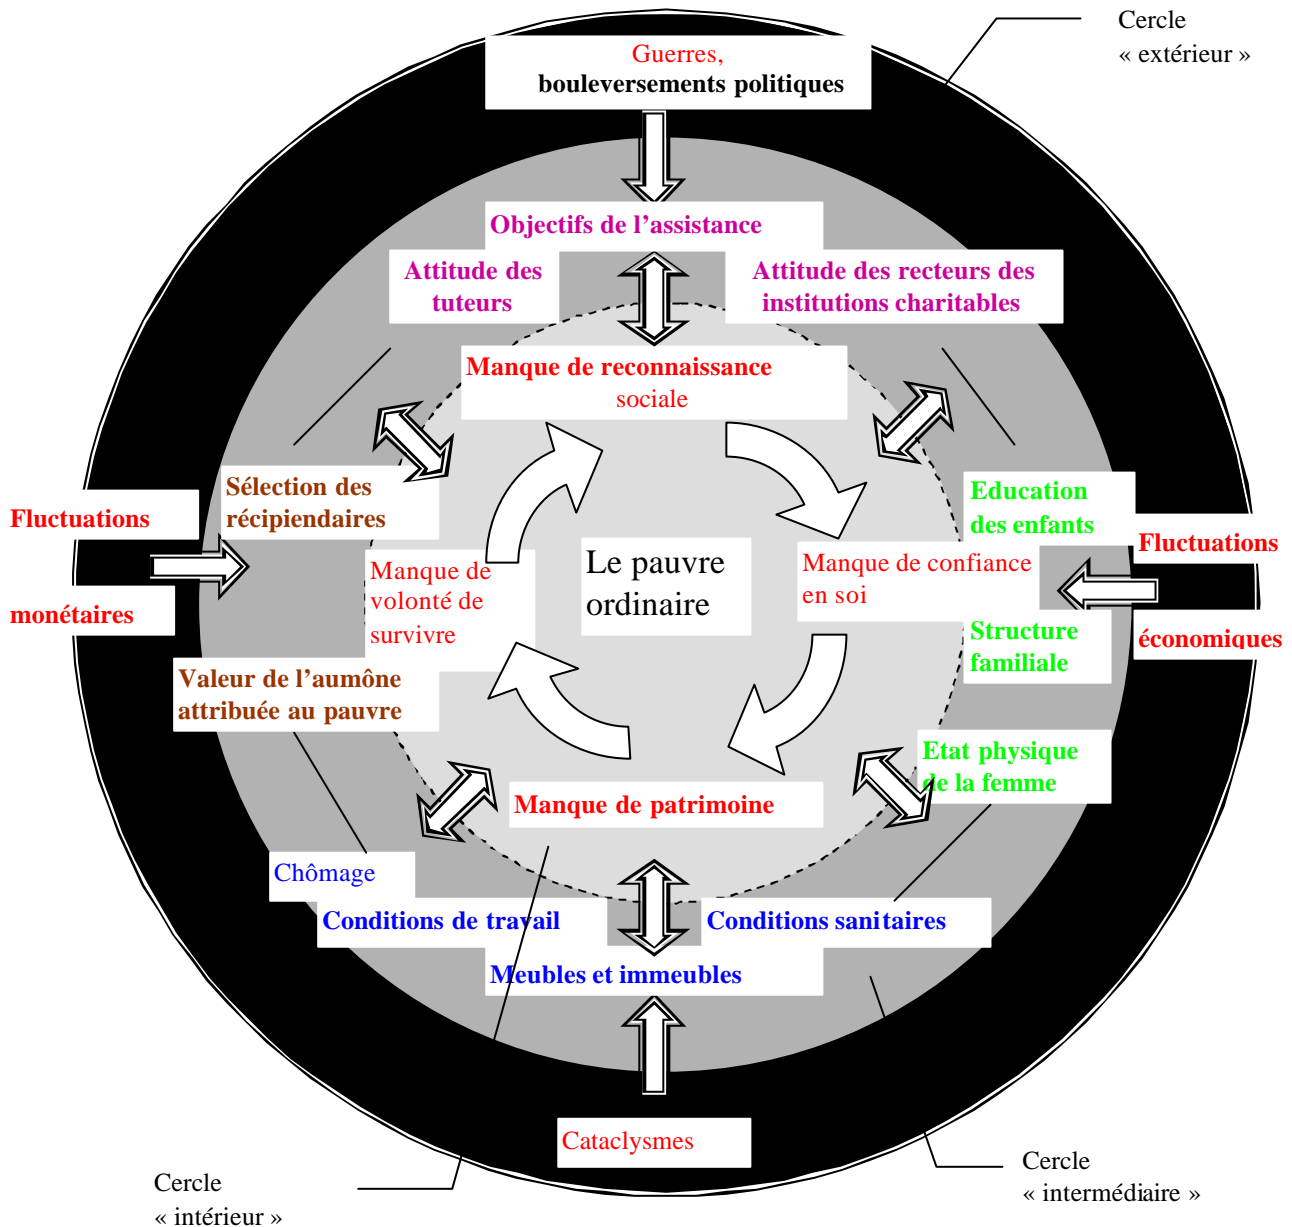 Cercle
« extérieur »
Guerres,
bouleversements politiques
Objectifs de l’assistance
Attitude des
tuteurs
Attitude des recteurs des
institutions charitables
Manque de reconnaissance
sociale
Sélection des
récipiendaires
Education
des enfants
Fluctuations
monétaires
Fluctuations
économiques
Manque de
volonté de
survivre
Le pauvre
ordinaire
Manque de confiance
en soi
Structure
familiale
Valeur de l’aumône
attribuée au pauvre
Etat physique
de la femme
Manque de patrimoine
Chômage
Conditions de travail
Conditions sanitaires
Meubles et immeubles
Cataclysmes
Cercle
« intérieur »
Cercle
« intermédiaire »